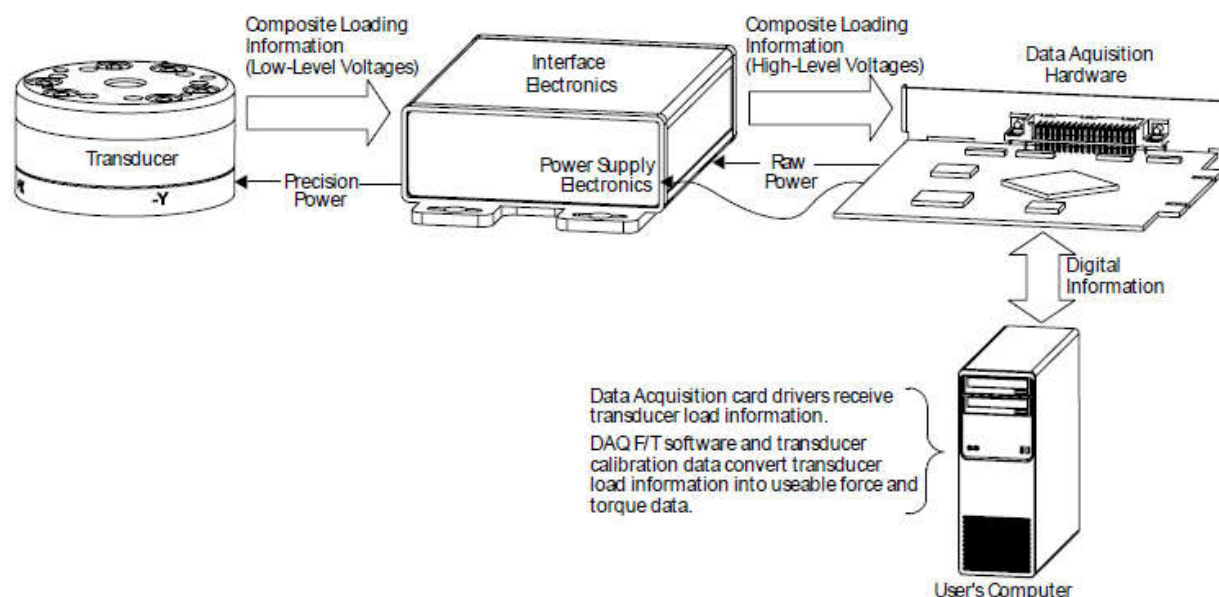 Composite Loading
Information
(Low-Level Voltages)
Composite Loading
Information
(High-Level Voltages)
Data Aquisition
Hardware
Interface
Electronics
Transducer
Precision
Power
Power Supply
Electronics
Raw
Power
-Y
Digital
Information
Data Acquisition card drivers receive
transducer load information.
DAQ F/T software and transducer
calibration data convert transducer
load information into useable force and
torque data.
User's Computer